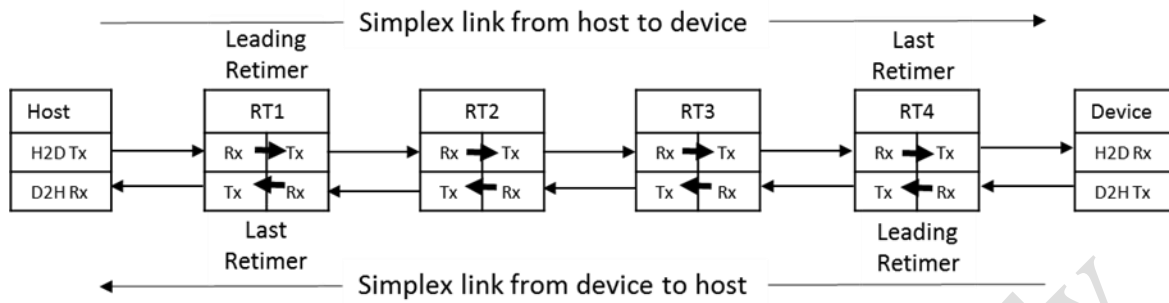 Simplex link from host to device
Leading
Retimer
Last
Retimer
Host
RT1
RT2
RT3
RT4
Device
H2D Tx
Rx
Tx
Rx
Tx
Rx
Tx
Rx
Tx
H2D Rx
D2H Rx
Tx
Rx
Tx
Rx
Tx
Rx
Tx
Rx
D2H Tx
Last
Retimer
Leading
Retimer
Simplex link from device to host